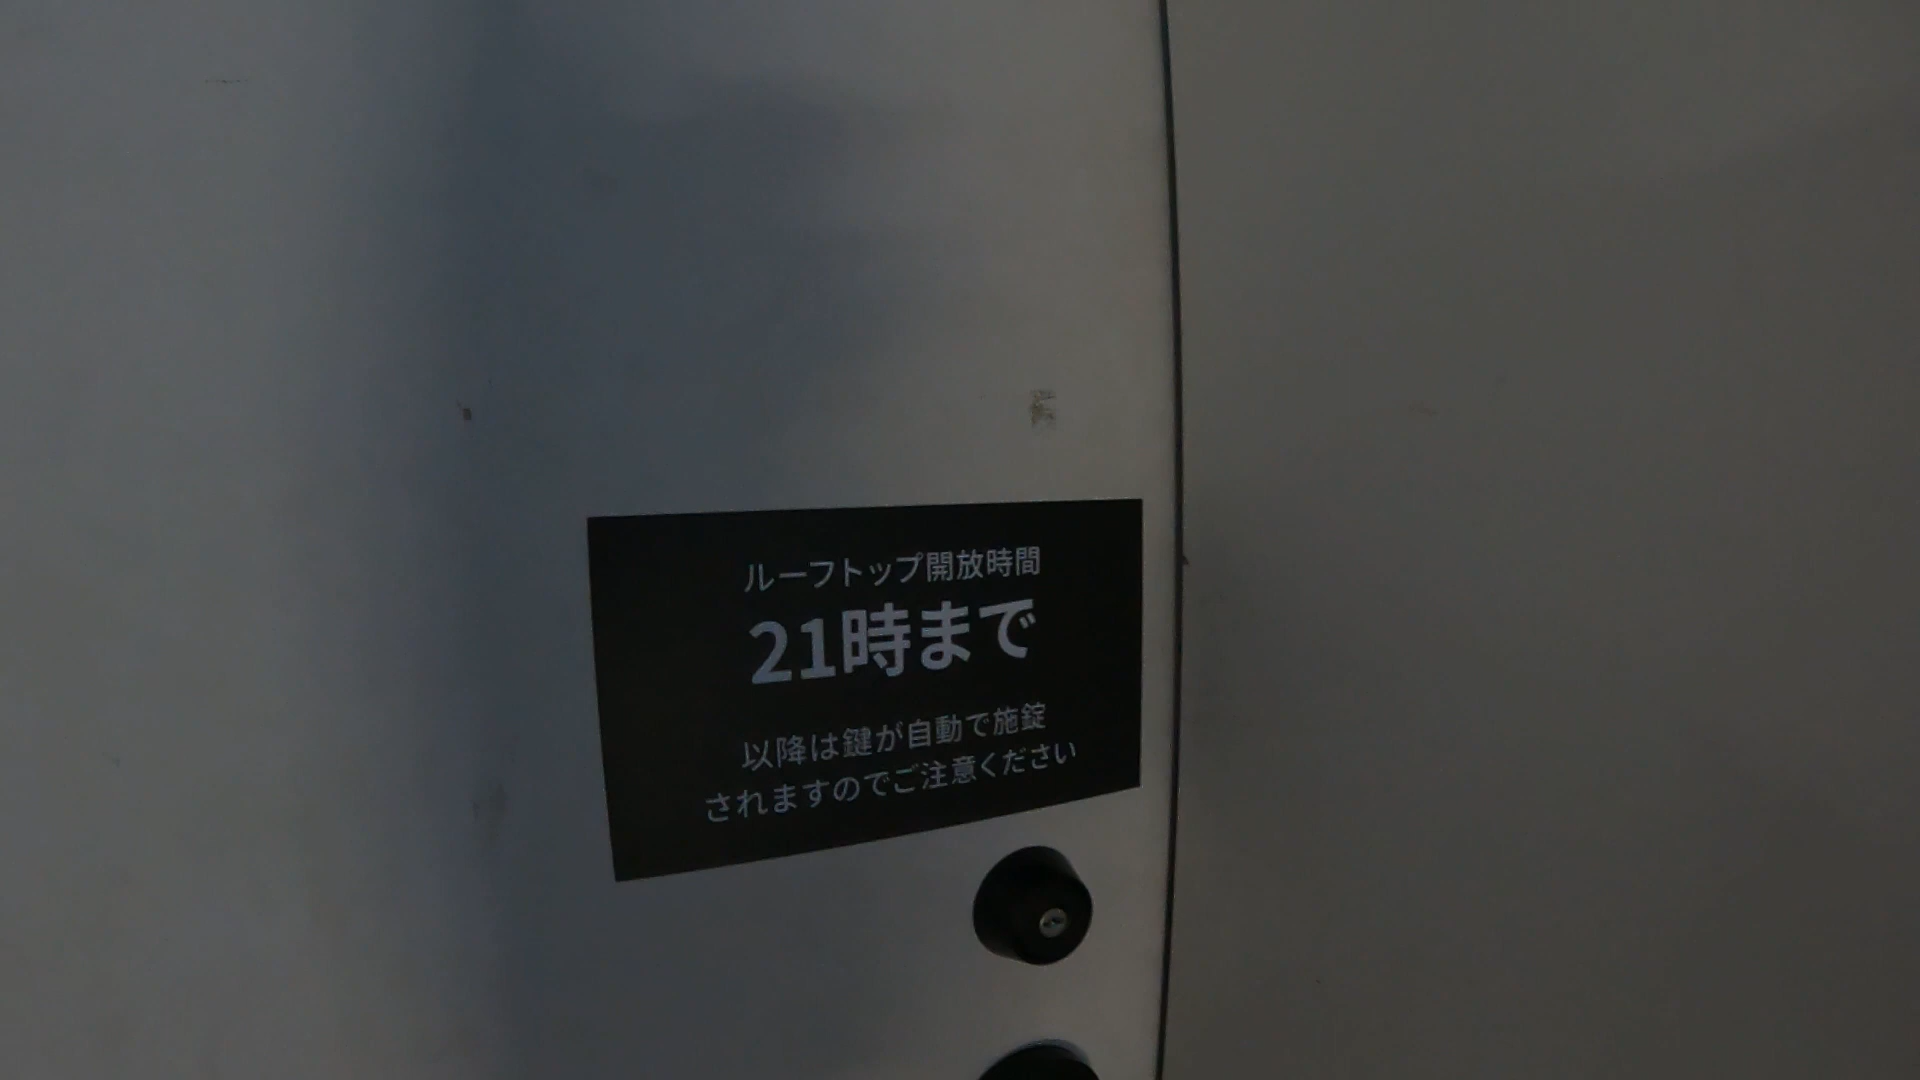 ルーフトップ開放時間
21時まで
以降は鍵が自動で施錠
されますのでご注意ください